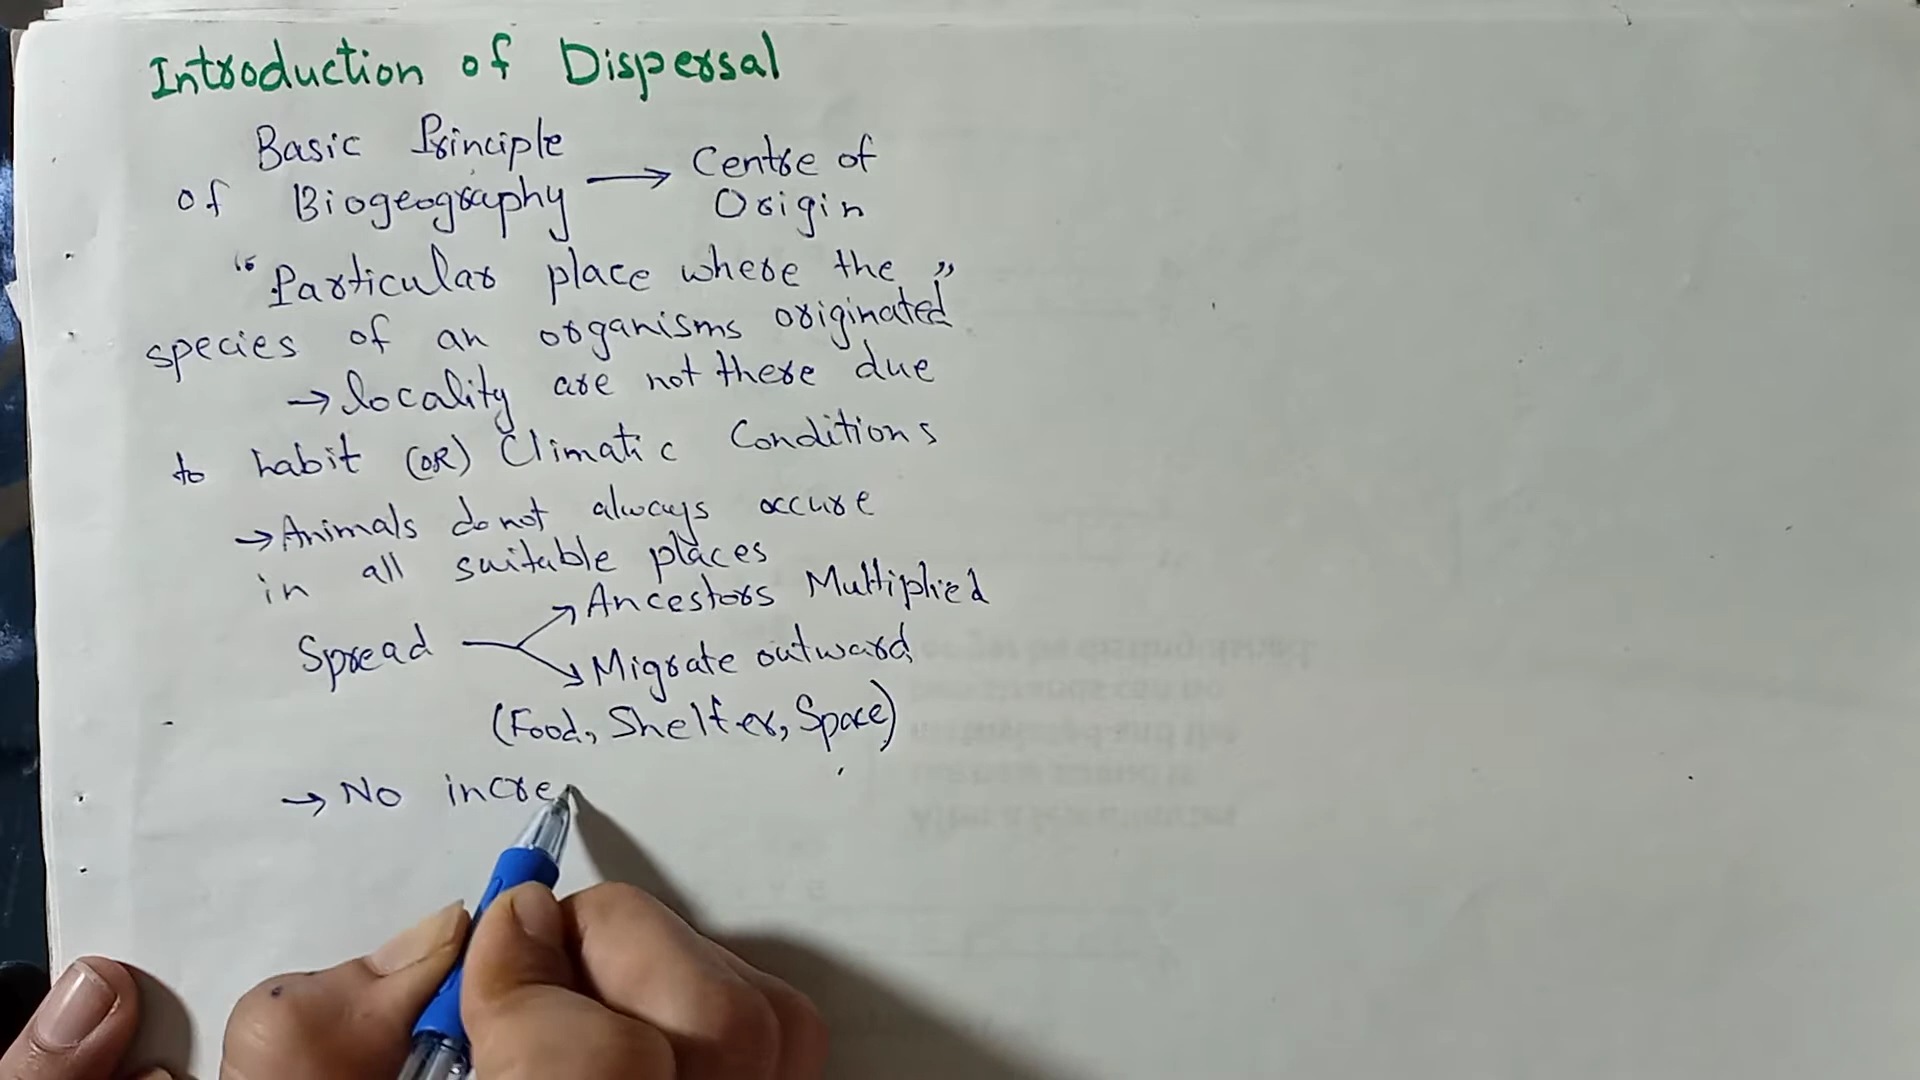 Introduction of Dispersal
Basic Principle
of Biogeography → Centre of
Origin
"Particular place where the"
species of an organisms originated
→ locality are not there due
to habit (OR) Climatic Conditions
→ Animals do not always occure
in all suitable places
Spread → Ancestors Multiplied
→ Migrate outward
(Food, Shelter, Space)
→ No incre